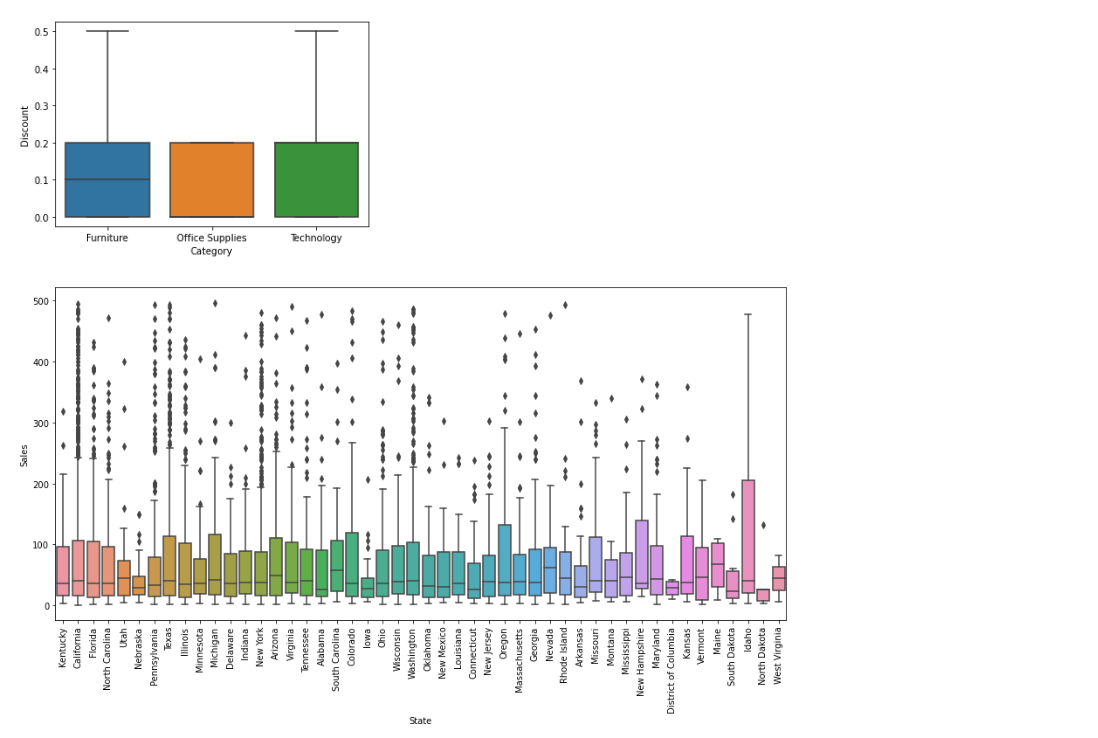 0.5
0.4
0.3
0.2
0.1
0.0
Discount
Furniture Office Supplies Technology
Category
500
400
300
200
100
0
Sales
Kentucky California Florida North Carolina Utah Nebraska Pennsylvania Texas Illinois Minnesota Michigan Delaware Indiana New York Arizona Virginia Tennessee Alabama South Carolina Colorado Iowa Ohio Wisconsin Washington Oklahoma New Mexico Louisiana Connecticut New Jersey Oregon Massachusetts Georgia Nevada Rhode Island Arkansas Missouri Montana Mississippi New Hampshire Maryland District of Columbia Kansas Vermont Maine South Dakota Idaho North Dakota West Virginia
State